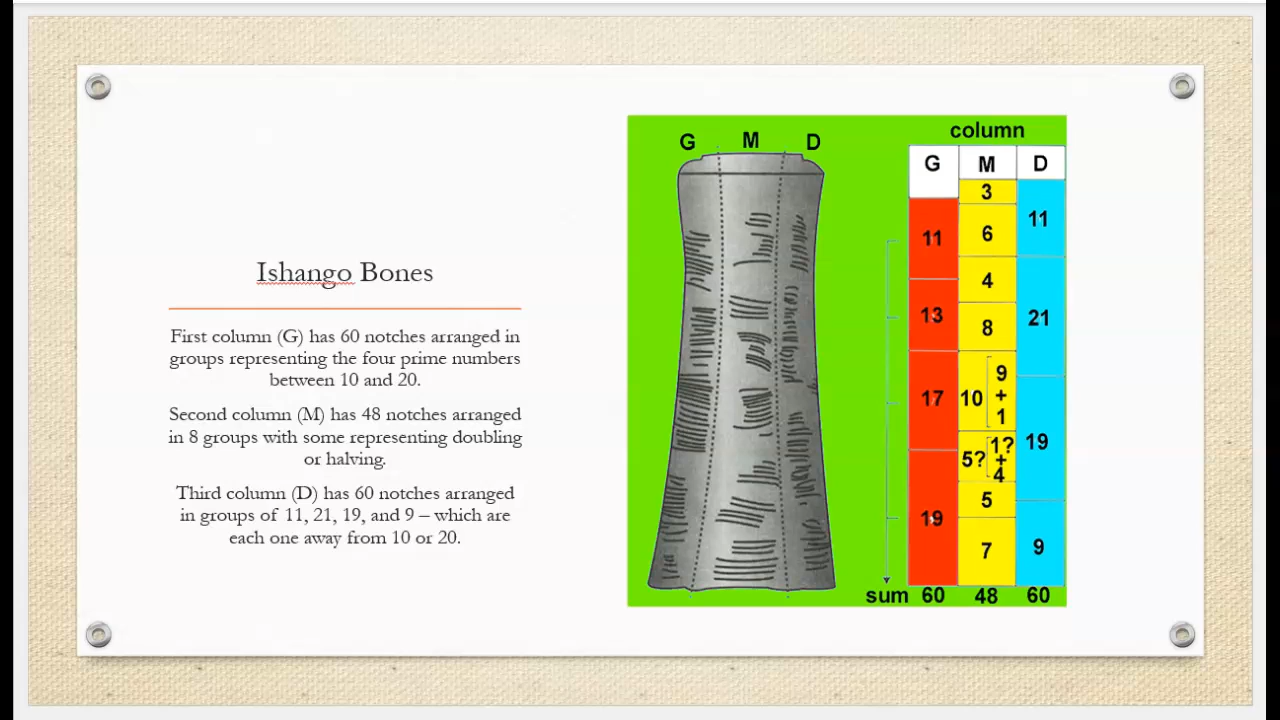 Ishango Bones
First column (G) has 60 notches arranged in
groups representing the four prime numbers
between 10 and 20.
Second column (M) has 48 notches arranged
in 8 groups with some representing doubling
or halving.
Third column (D) has 60 notches arranged
in groups of 11, 21, 19, and 9 – which are
each one away from 10 or 20.
G M D
column
G M D
3
11 6 11
4
13 8 21
9
17 10 +
1
1?
5? + 19
4
19 5
7 9
sum 60 48 60